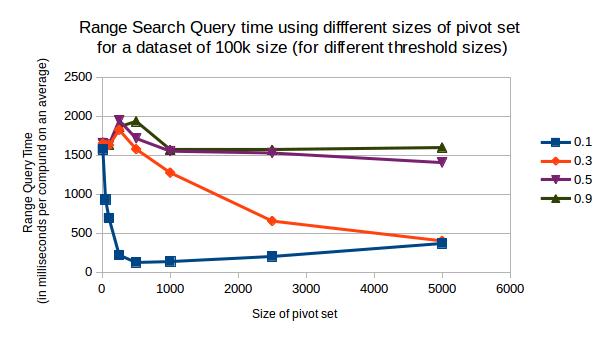 Range Search Query time using diffferent sizes of pivot set
for a dataset of 100k size (for different threshold sizes)
Range Query Time
(in milliseconds per compund on an average)
2500
2000
1500
1000
500
0
0 1000 2000 3000 4000 5000 6000
Size of pivot set
0.1
0.3
0.5
0.9